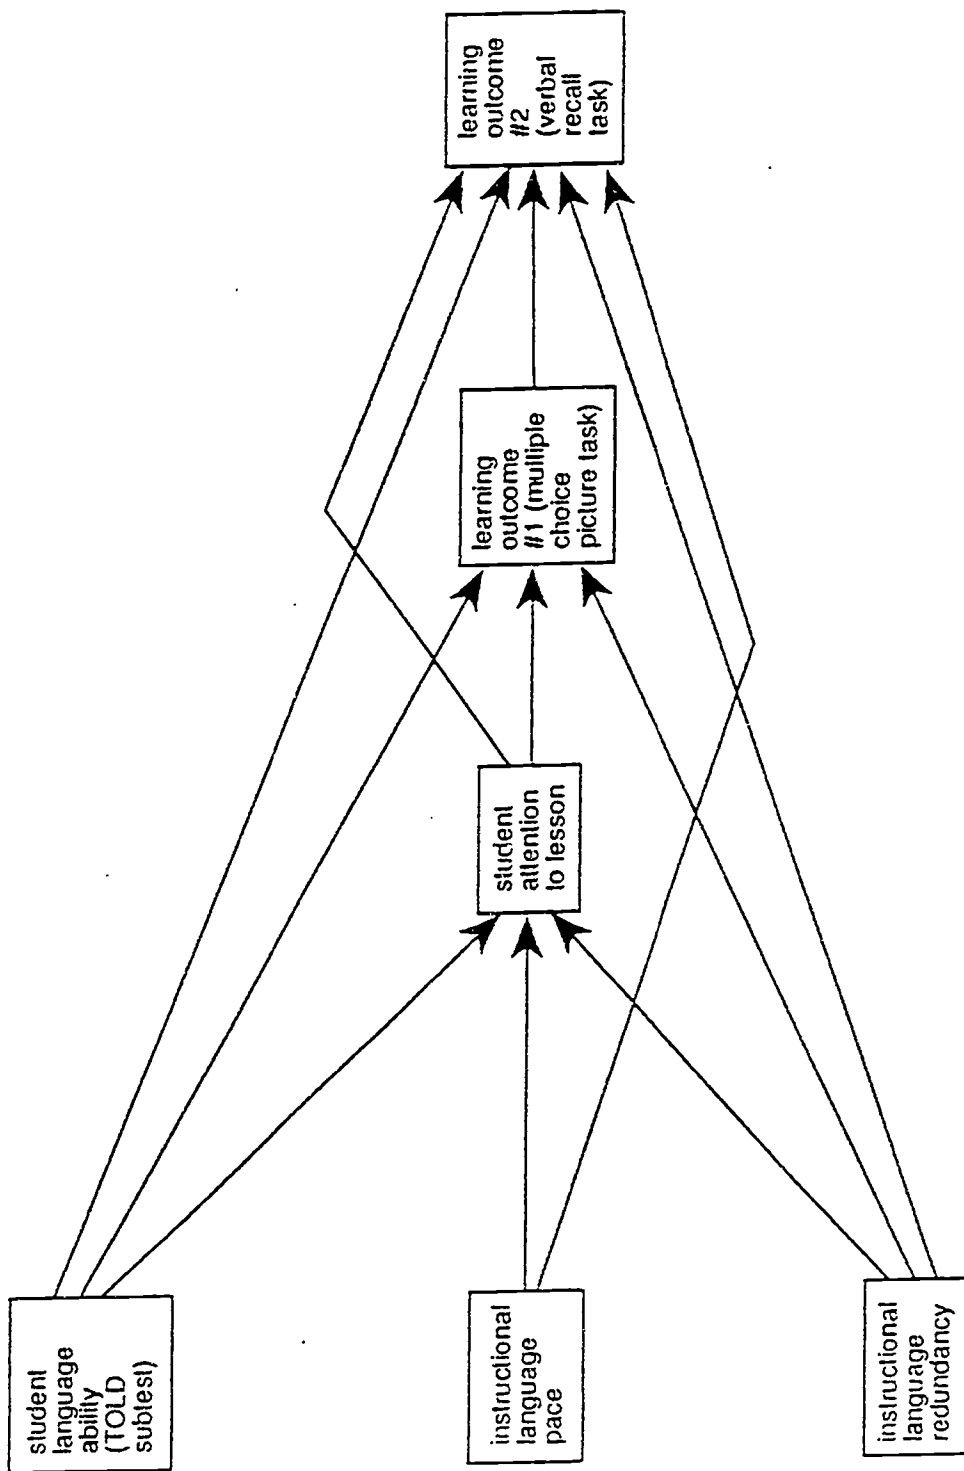 student
language
ability
(TOLD
subtest)
instructional
language
pace
instructional
language
redundancy
student
attention
to lesson
learning
outcome
#1 (multiple
choice
picture task)
learning
outcome
#2
(verbal
recall
task)